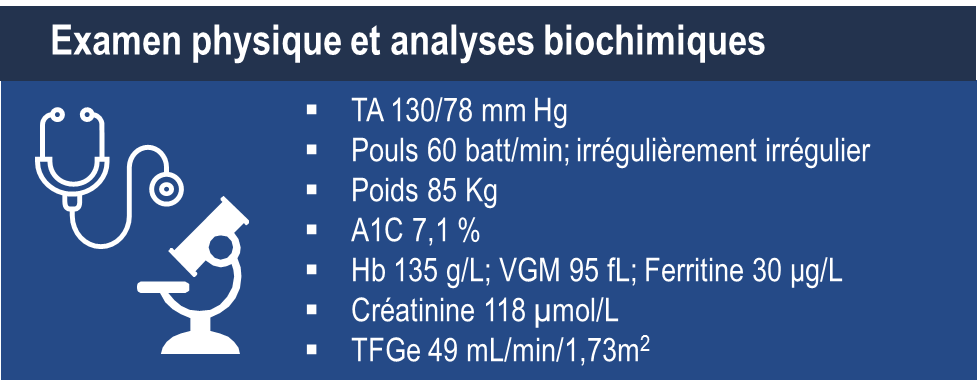 Examen physique et analyses biochimiques
▪ TA 130/78 mm Hg
▪ Pouls 60 batt/min; irrégulièrement irrégulier
▪ Poids 85 Kg
▪ A1C 7,1 %
▪ Hb 135 g/L; VGM 95 fL; Ferritine 30 µg/L
▪ Créatinine 118 µmol/L
▪ TFGe 49 mL/min/1,73m²